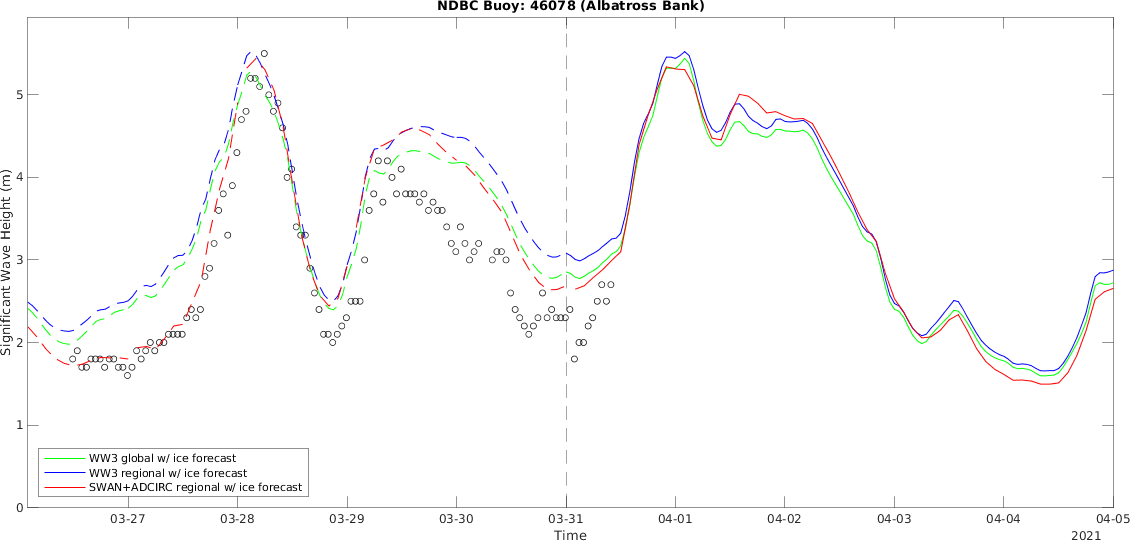 NDBC Buoy: 46078 (Albatross Bank)
Significant Wave Height (m)
5
4
3
2
1
0
WW3 global w/ ice forecast
WW3 regional w/ ice forecast
SWAN+ADCIRC regional w/ ice forecast
03-27 03-28 03-29 03-30 03-31 04-01 04-02 04-03 04-04 04-05
Time
2021